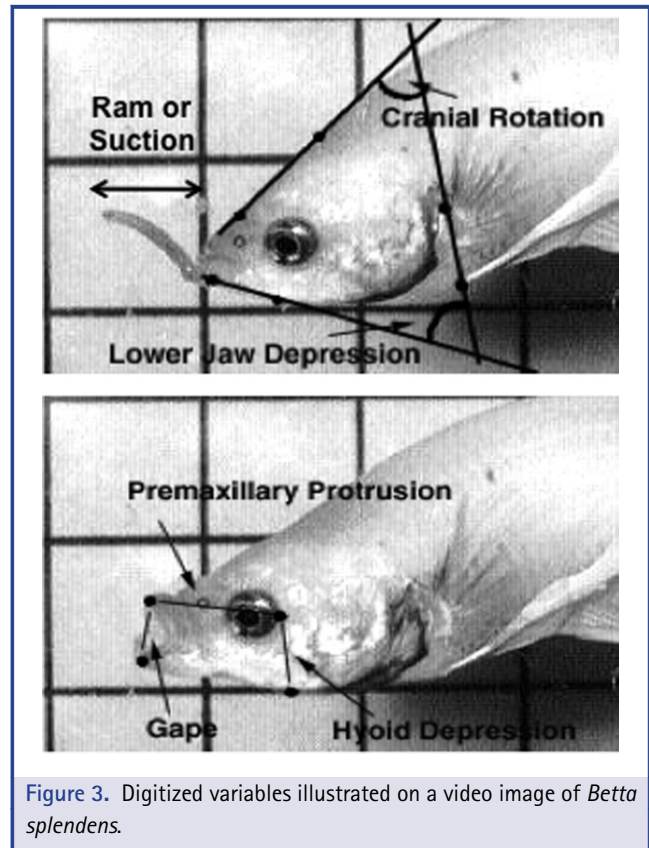 Ram or
Suction
Cranial Rotation
Lower Jaw Depression
Premaxillary Protrusion
Gape
Hyoid Depression
Figure 3. Digitized variables illustrated on a video image of Betta
splendens.